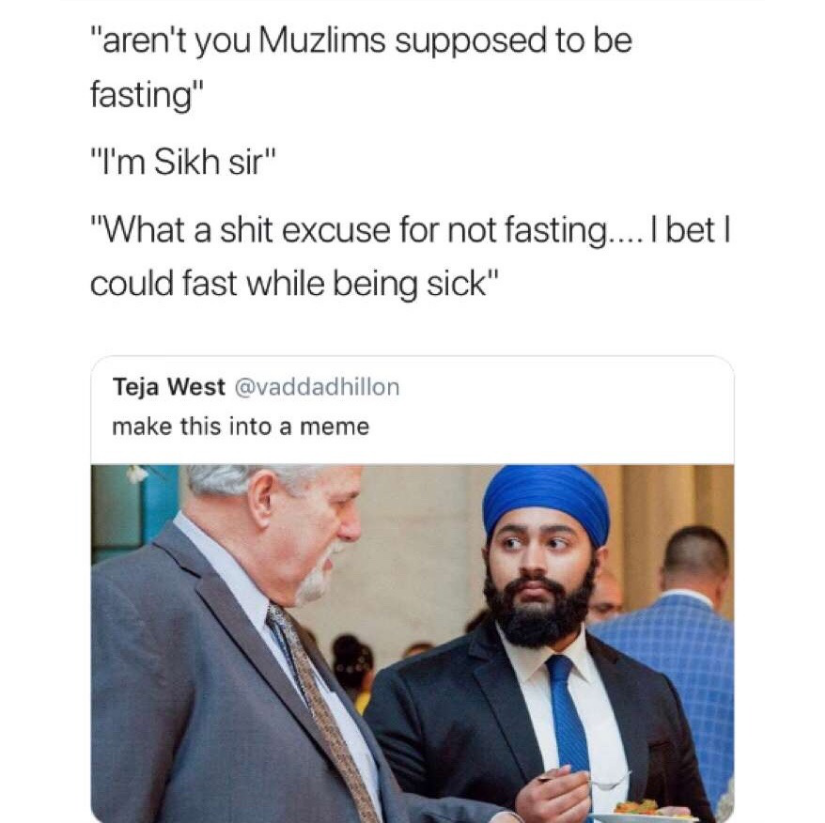 "aren't you Muzlims supposed to be
fasting"
"I'm Sikh sir"
"What a shit excuse for not fasting.... I bet I
could fast while being sick"
Teja West @vaddadhillon
make this into a meme